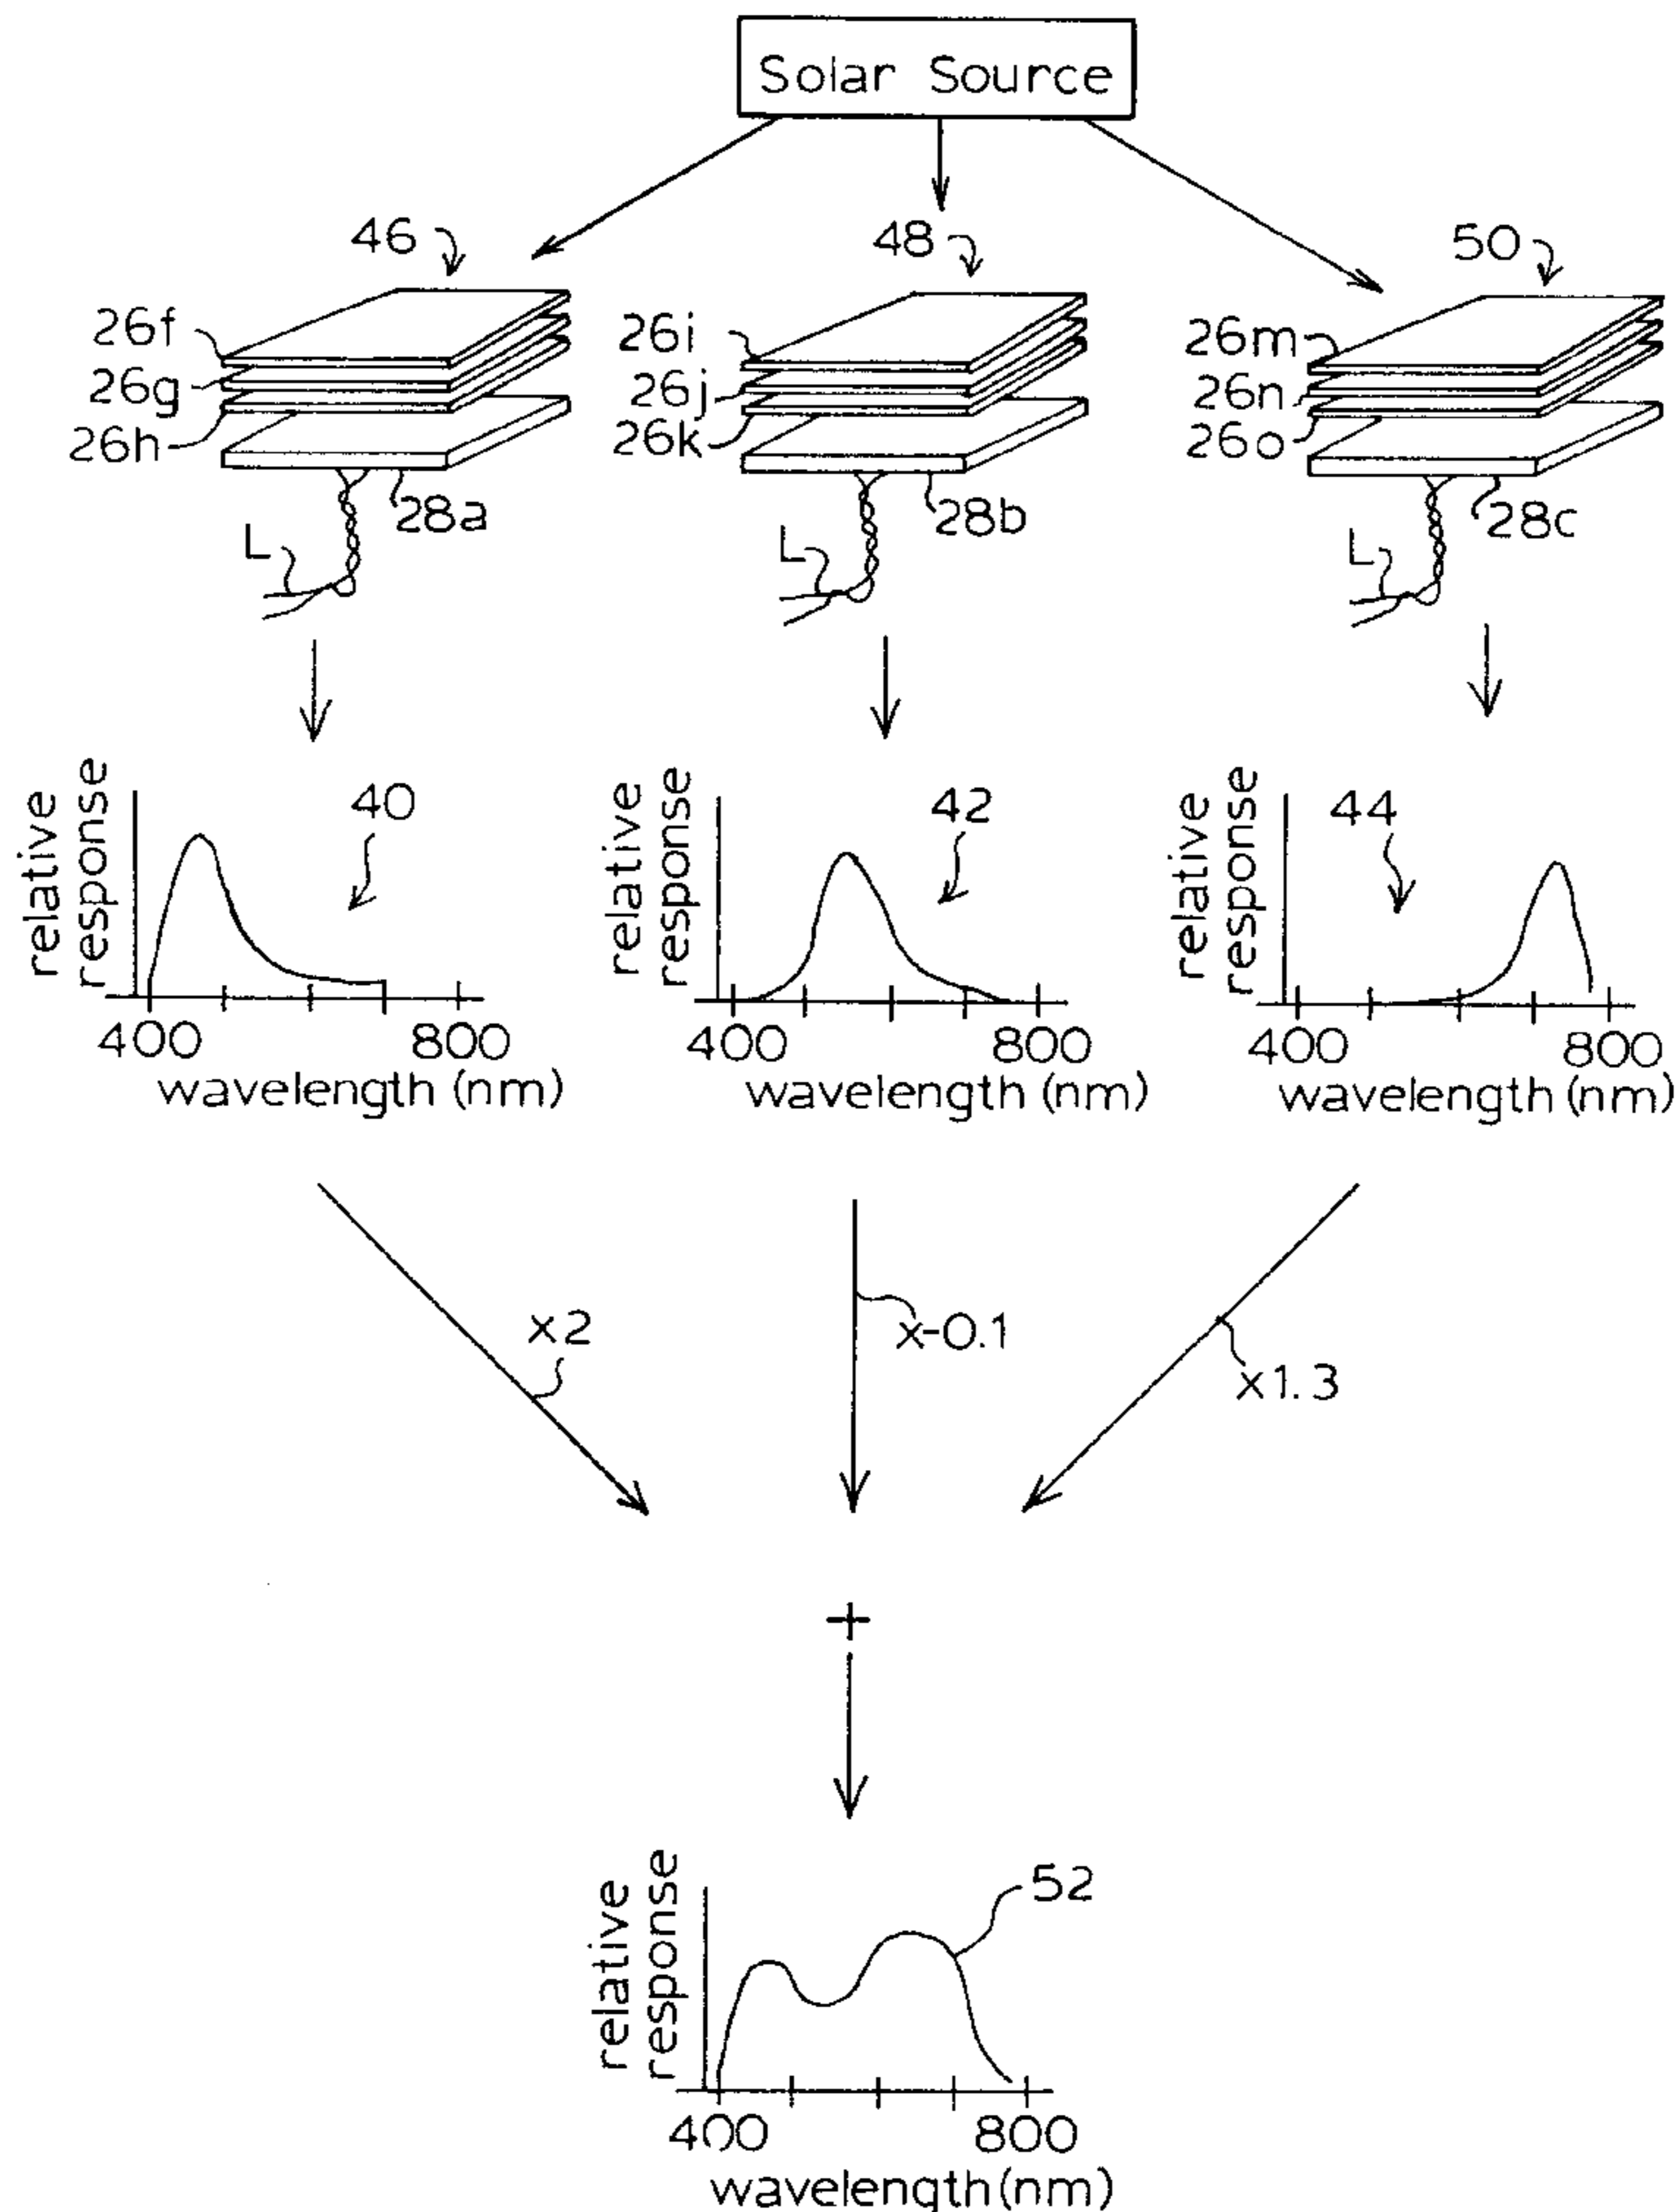 Solar Source
46
48
50
26f
26g
26h
28a
L
26i
26j
26k
28b
L
26m
26n
26o
28c
L
relative
response
40
400 800
wavelength (nm)
relative
response
42
400 800
wavelength (nm)
relative
response
44
400 800
wavelength (nm)
x2
x-0.1
x1.3
+
relative
response
52
400 800
wavelength (nm)